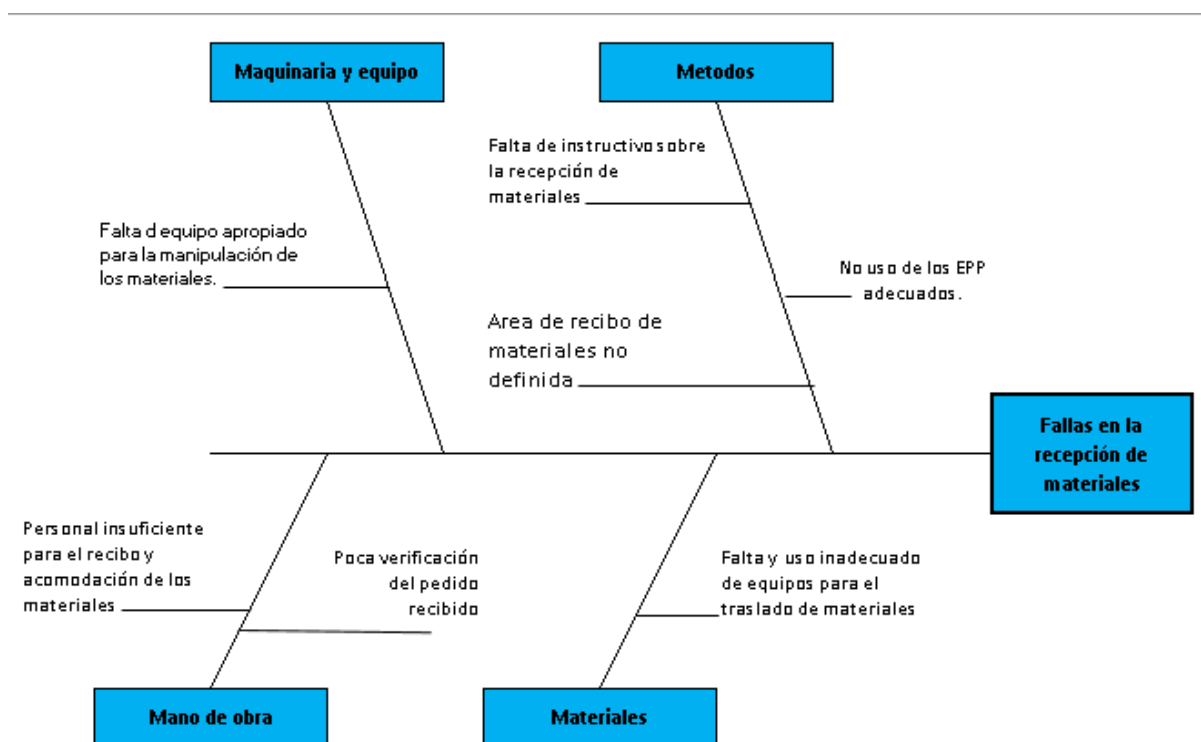 Maquinaria y equipo
Metodos
Falta de instructivo sobre
la recepción de
materiales
Falta d equipo apropiado
para la manipulación de
los materiales.
No uso de los EPP
adecuados.
Area de recibo de
materiales no
definida
Fallas en la
recepción de
materiales
Personal insuficiente
para el recibo y
acomodación de los
materiales
Poca verificación
del pedido
recibido
Falta y uso inadecuado
de equipos para el
traslado de materiales
Mano de obra
Materiales